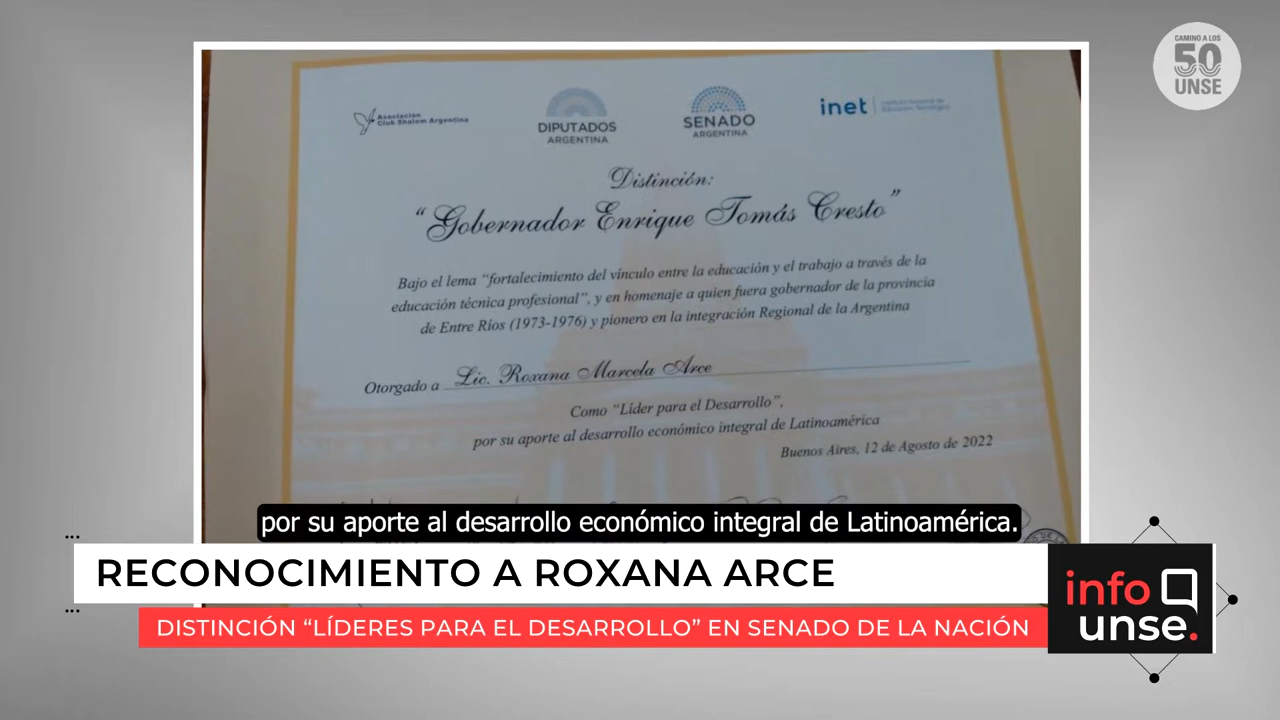 CAMINO A LOS
50
UNSE
Asociación
Club Shalom Argentina
DIPUTADOS
ARGENTINA
SENADO
ARGENTINA
inet
Instituto Nacional de
Educación Tecnológica
Distinción:
“Gobernador Enrique Tomás Cresto”
Bajo el lema “fortalecimiento del vínculo entre la educación y el trabajo a través de la
educación técnica profesional”, y en homenaje a quien fuera gobernador de la provincia
de Entre Ríos (1973-1976) y pionero en la integración Regional de la Argentina
Otorgado a Lic. Roxana Marcela Arce
Como “Líder para el Desarrollo”,
por su aporte al desarrollo económico integral de Latinoamérica
Buenos Aires, 12 de Agosto de 2022
por su aporte al desarrollo económico integral de Latinoamérica.
RECONOCIMIENTO A ROXANA ARCE
DISTINCIÓN “LÍDERES PARA EL DESARROLLO” EN SENADO DE LA NACIÓN
info
unse.